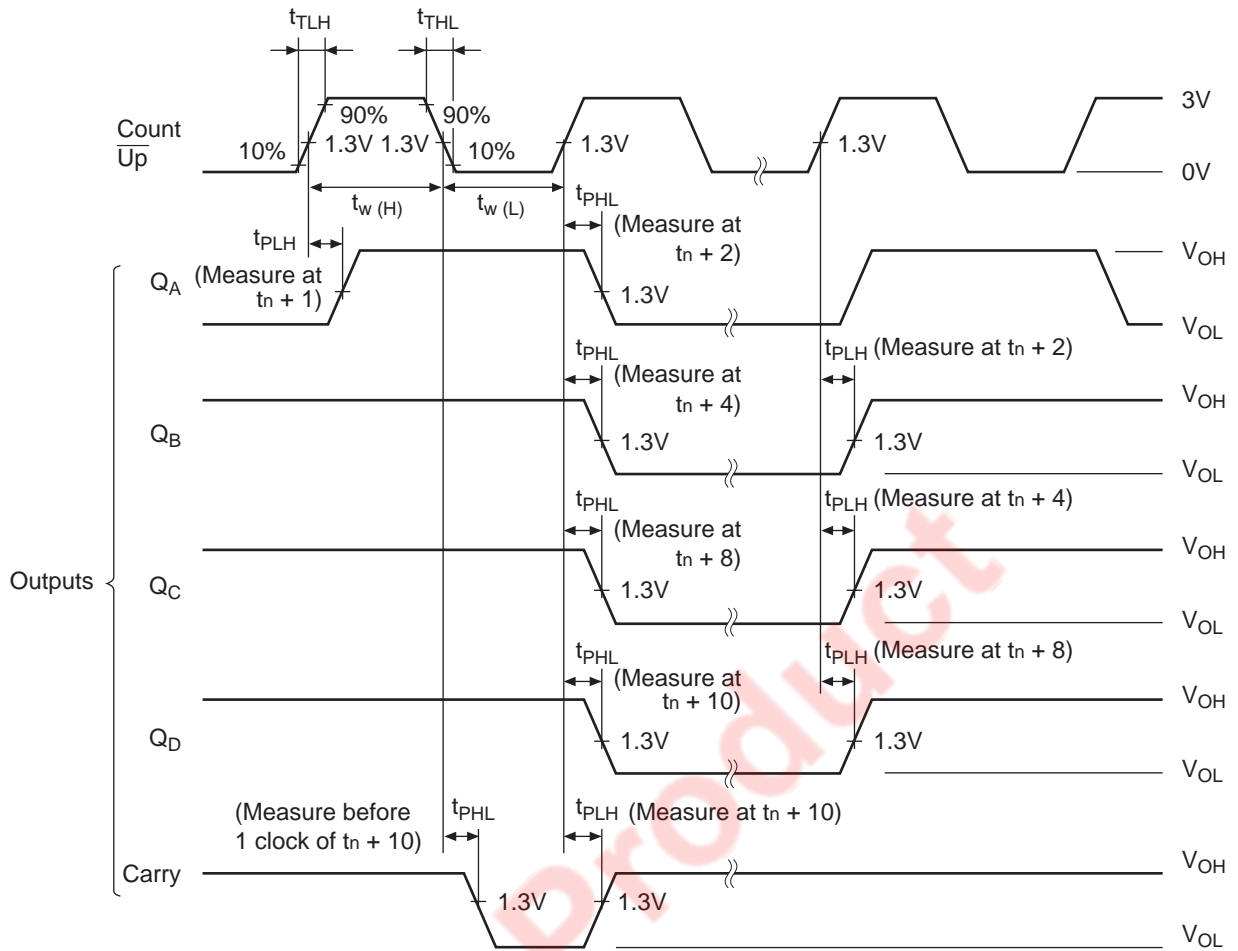 tTLH
tTHL
Count
Up
10%
90%
1.3V
1.3V
90%
10%
1.3V
1.3V
3V
0V
tw (H)
tw (L)
tPHL
(Measure at
tn + 2)
tPLH
(Measure at
tn + 1)
QA
1.3V
VOH
VOL
tPHL
(Measure at
tn + 4)
tPLH (Measure at tn + 2)
QB
1.3V
1.3V
VOH
VOL
tPHL
(Measure at
tn + 8)
tPLH (Measure at tn + 4)
Outputs
QC
1.3V
1.3V
VOH
VOL
tPHL
(Measure at
tn + 10)
tPLH (Measure at tn + 8)
QD
1.3V
1.3V
VOH
VOL
(Measure before
1 clock of tn + 10)
tPHL
tPLH (Measure at tn + 10)
Carry
1.3V
1.3V
VOH
VOL
Product